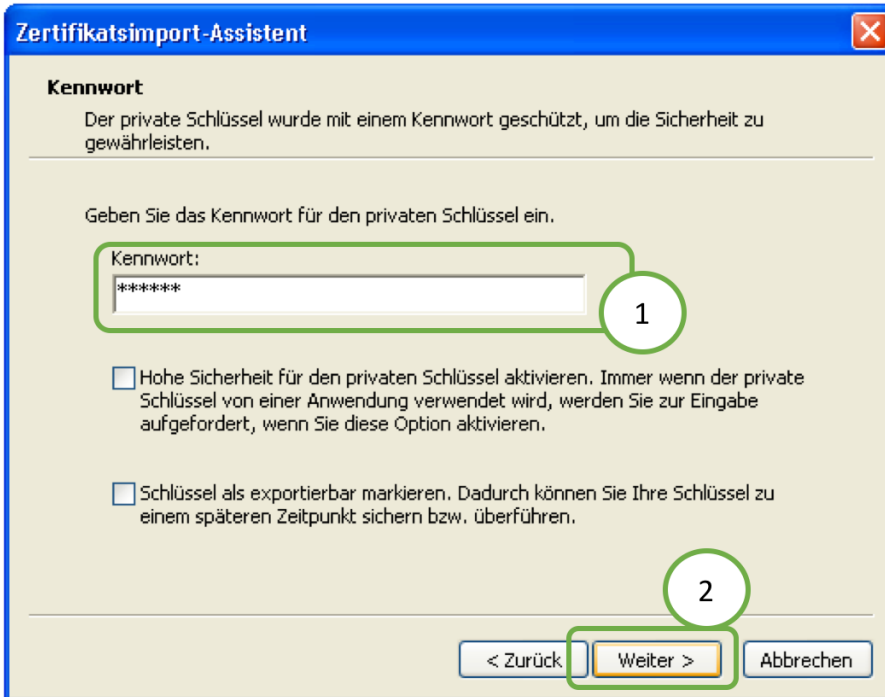 Zertifikatsimport-Assistent
Kennwort
Der private Schlüssel wurde mit einem Kennwort geschützt, um die Sicherheit zu
gewährleisten.
Geben Sie das Kennwort für den privaten Schlüssel ein.
Kennwort:
******
1
Hohe Sicherheit für den privaten Schlüssel aktivieren. Immer wenn der private
Schlüssel von einer Anwendung verwendet wird, werden Sie zur Eingabe
aufgefordert, wenn Sie diese Option aktivieren.
Schlüssel als exportierbar markieren. Dadurch können Sie Ihre Schlüssel zu
einem späteren Zeitpunkt sichern bzw. überführen.
2
< Zurück Weiter > Abbrechen